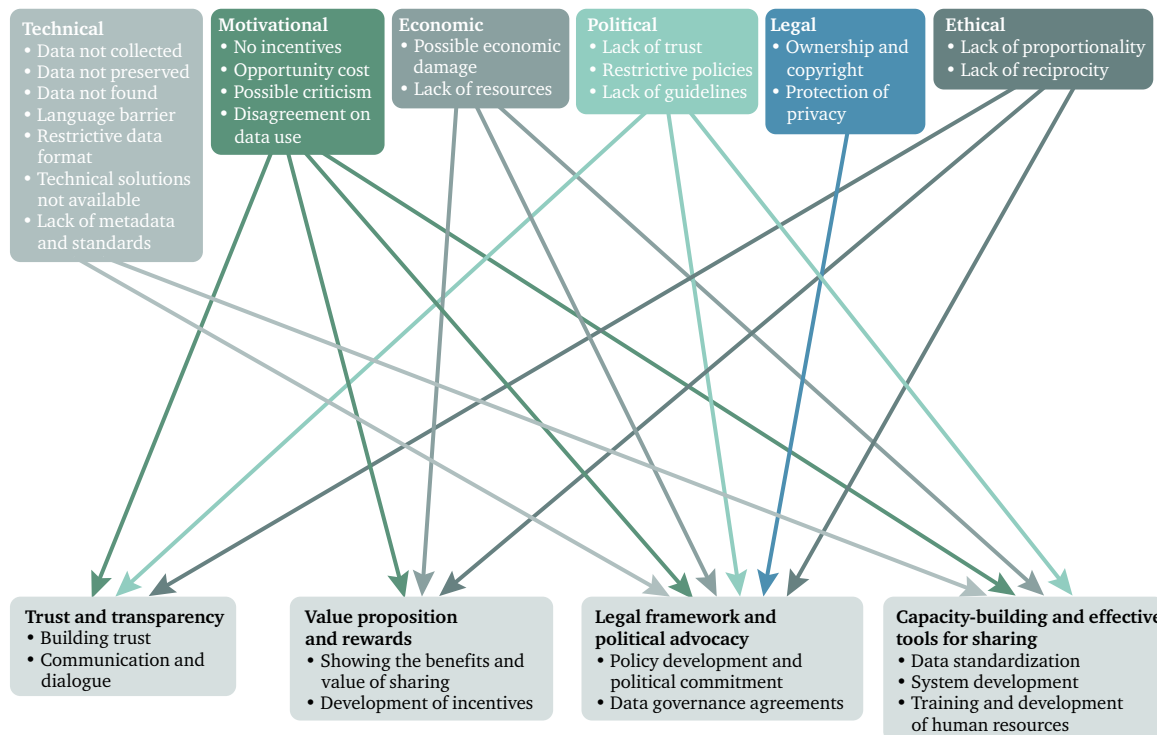 Technical
• Data not collected
• Data not preserved
• Data not found
• Language barrier
• Restrictive data
format
• Technical solutions
not available
• Lack of metadata
and standards
Motivational
• No incentives
• Opportunity cost
• Possible criticism
• Disagreement on
data use
Economic
• Possible economic
damage
• Lack of resources
Political
• Lack of trust
• Restrictive policies
• Lack of guidelines
Legal
• Ownership and
copyright
• Protection of
privacy
Ethical
• Lack of proportionality
• Lack of reciprocity
Trust and transparency
• Building trust
• Communication and
dialogue
Value proposition
and rewards
• Showing the benefits and
value of sharing
• Development of incentives
Legal framework and
political advocacy
• Policy development and
political commitment
• Data governance agreements
Capacity-building and effective
tools for sharing
• Data standardization
• System development
• Training and development
of human resources